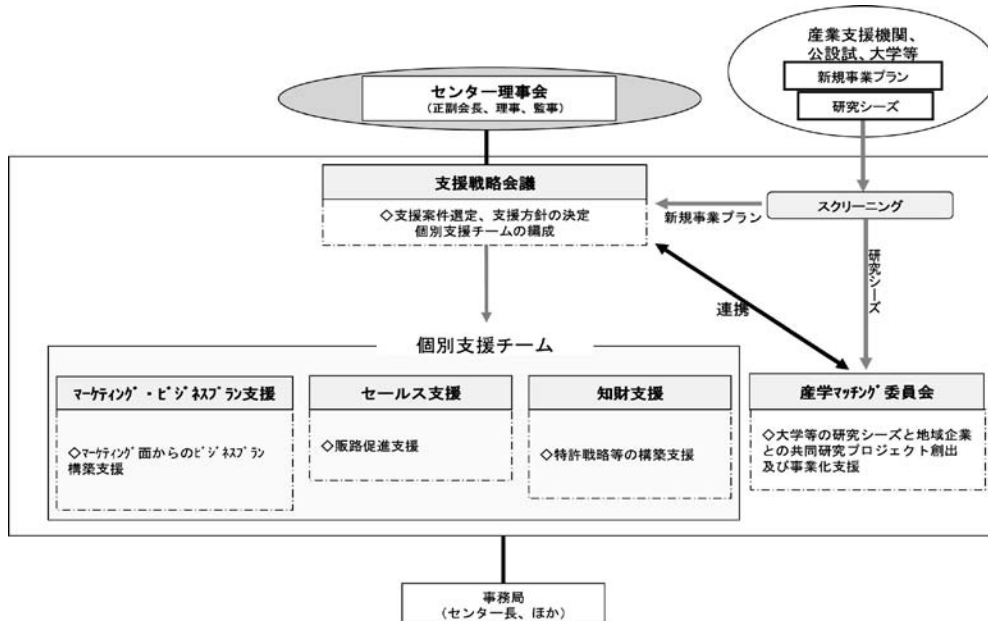 産業支援機関、
公設試、大学等
新規事業プラン
研究シーズ
センター理事会
（正副会長、理事、監事）
支援戦略会議
◇支援案件選定、支援方針の決定
個別支援チームの編成
新規事業プラン
スクリーニング
研究シーズ
連携
個別支援チーム
ﾏｰｹﾃｨﾝｸﾞ・ﾋﾞｼﾞﾈｽﾌﾟﾗﾝ支援
◇ﾏｰｹﾃｨﾝｸﾞ面からのﾋﾞｼﾞﾈｽﾌﾟﾗﾝ
構築支援
セールス支援
◇販路促進支援
知財支援
◇特許戦略等の構築支援
産学ﾏｯﾁﾝｸﾞ委員会
◇大学等の研究シーズと地域企業
との共同研究プロジェクト創出
及び事業化支援
事務局
（センター長、ほか）